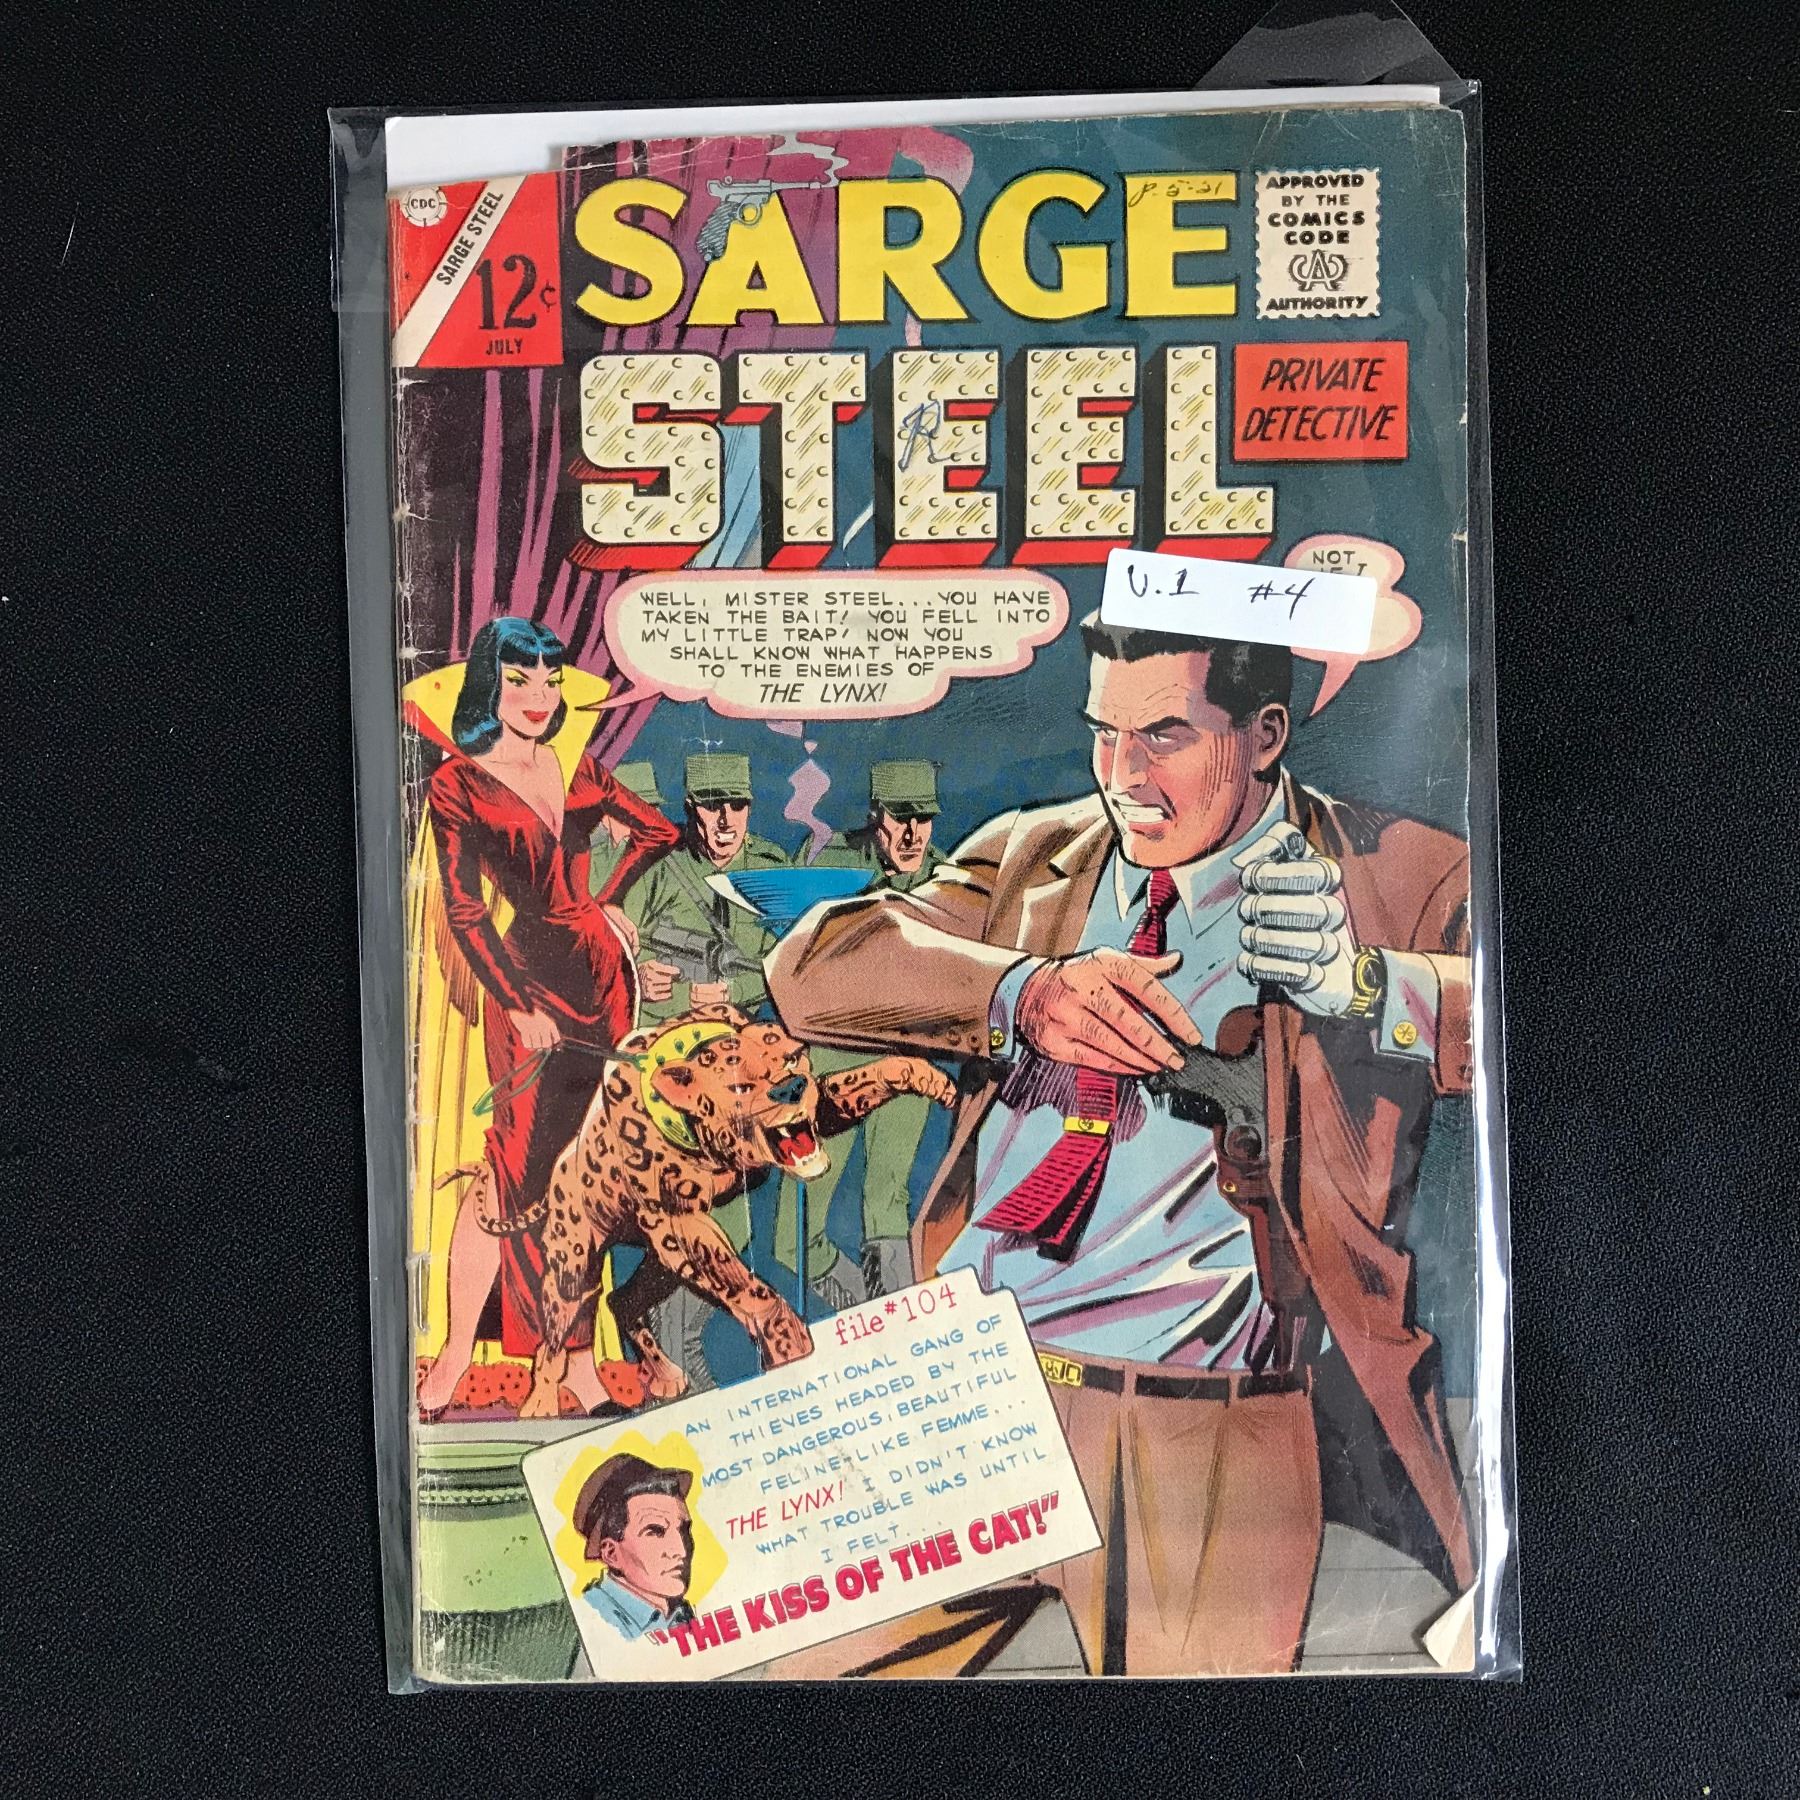 CDC
SARGE STEEL
12¢
JULY
SARGE
STEEL
APPROVED
BY THE
COMICS
CODE
AUTHORITY
PRIVATE
DETECTIVE
R
V.1 #4
NOT
IF I
WELL, MISTER STEEL...YOU HAVE
TAKEN THE BAIT! YOU FELL INTO
MY LITTLE TRAP! NOW YOU
SHALL KNOW WHAT HAPPENS
TO THE ENEMIES OF
THE LYNX!
file #104
AN INTERNATIONAL GANG OF
THIEVES HEADED BY THE
MOST DANGEROUS, BEAUTIFUL
FELINE-LIKE FEMME...
THE LYNX! I DIDN'T KNOW
WHAT TROUBLE WAS UNTIL
I FELT...
"THE KISS OF THE CAT!"